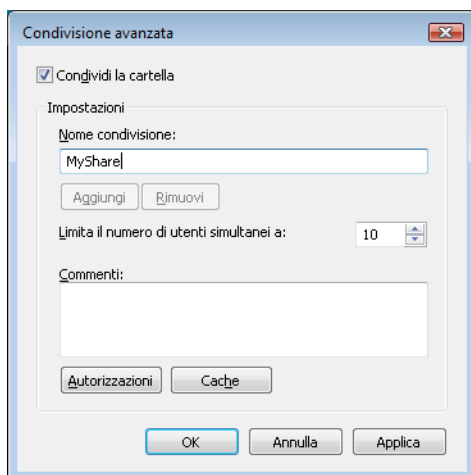 Condivisione avanzata
Condividi la cartella
Impostazioni
Nome condivisione:
MyShare
Aggiungi Rimuovi
Limita il numero di utenti simultanei a: 10
Commenti:
Autorizzazioni Cache
OK Annulla Applica